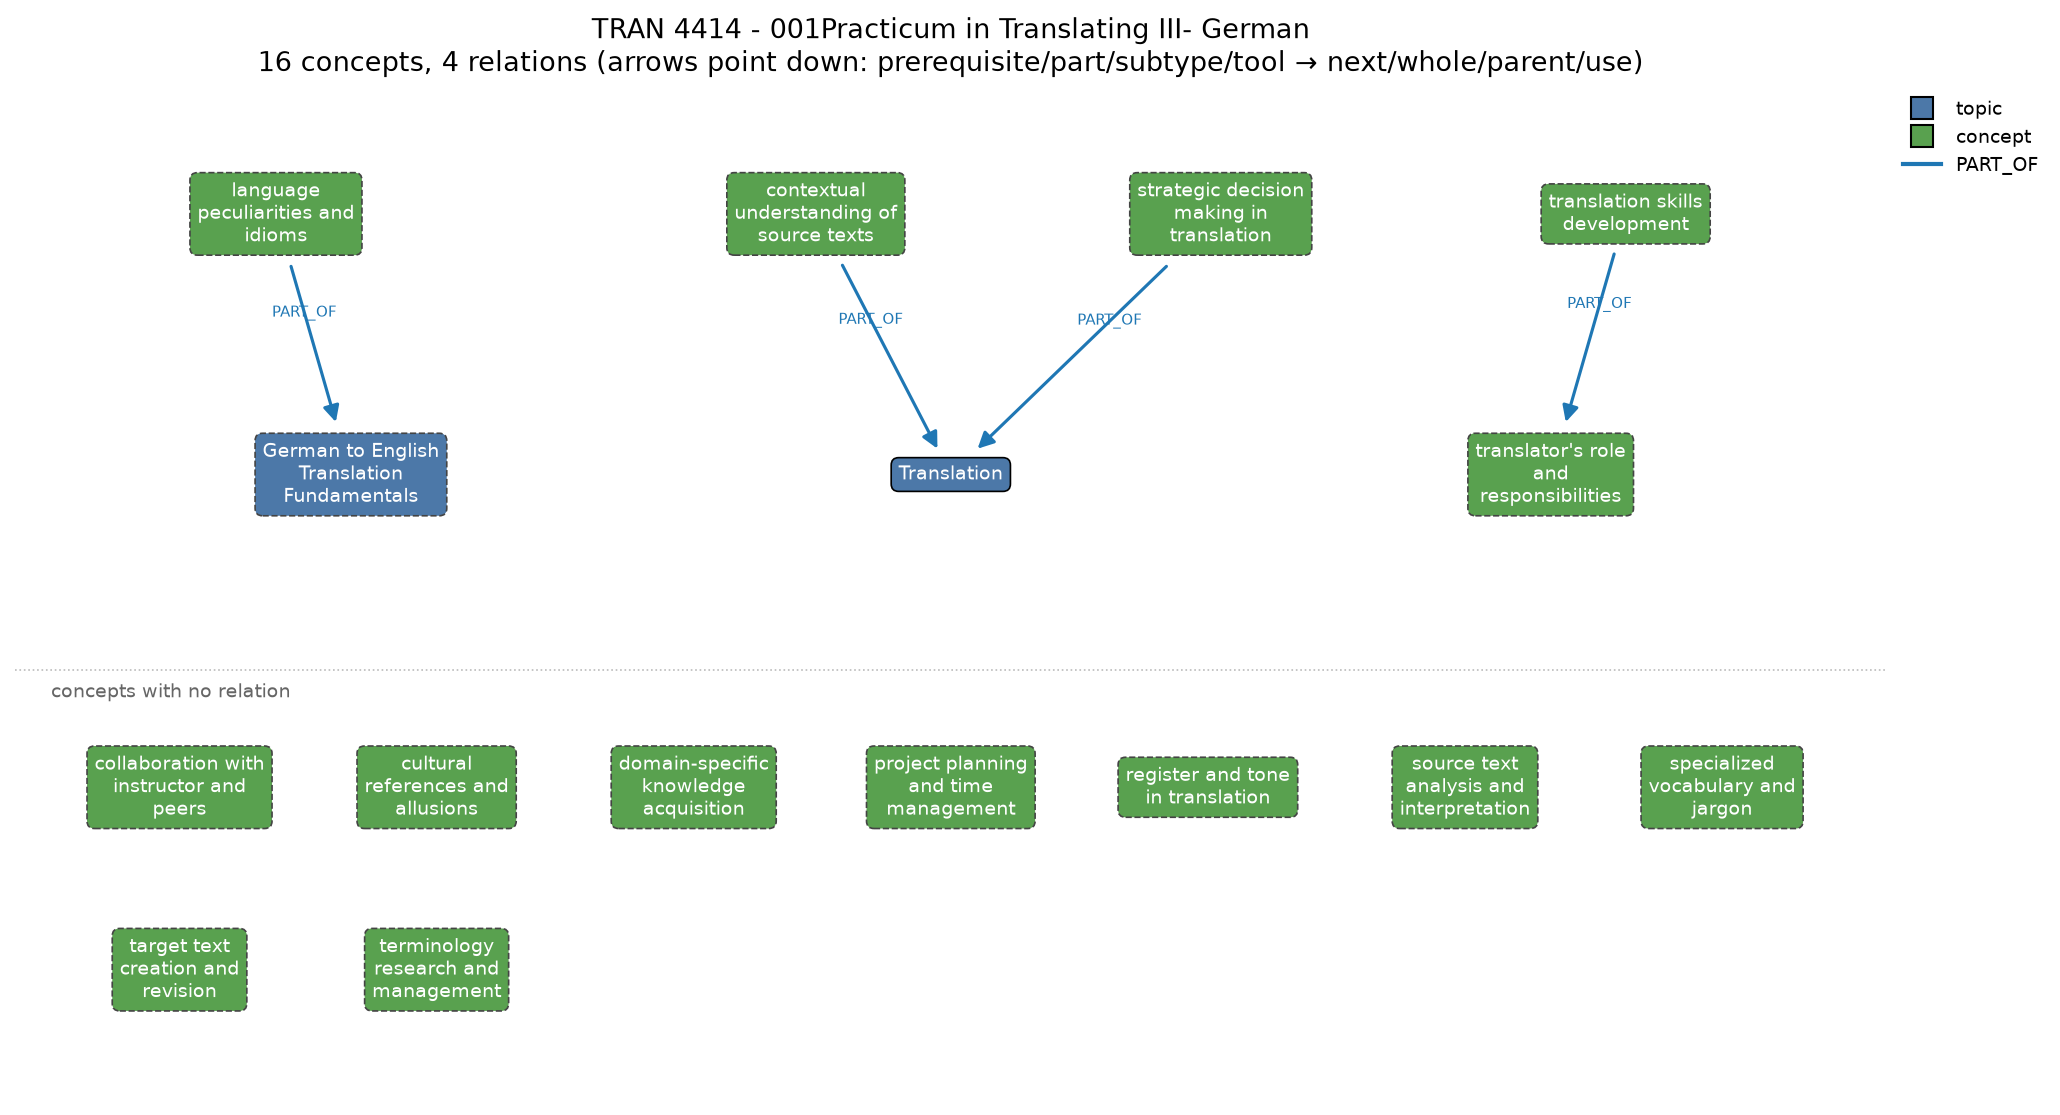 TRAN 4414 - 001Practicum in Translating III- German
16 concepts, 4 relations (arrows point down: prerequisite/part/subtype/tool → next/whole/parent/use)
topic
concept
PART_OF
language
peculiarities and
idioms
contextual
understanding of
source texts
strategic decision
making in
translation
translation skills
development
PART_OF
PART_OF
PART_OF
PART_OF
German to English
Translation
Fundamentals
Translation
translator's role
and
responsibilities
concepts with no relation
collaboration with
instructor and
peers
cultural
references and
allusions
domain-specific
knowledge
acquisition
project planning
and time
management
register and tone
in translation
source text
analysis and
interpretation
specialized
vocabulary and
jargon
target text
creation and
revision
terminology
research and
management